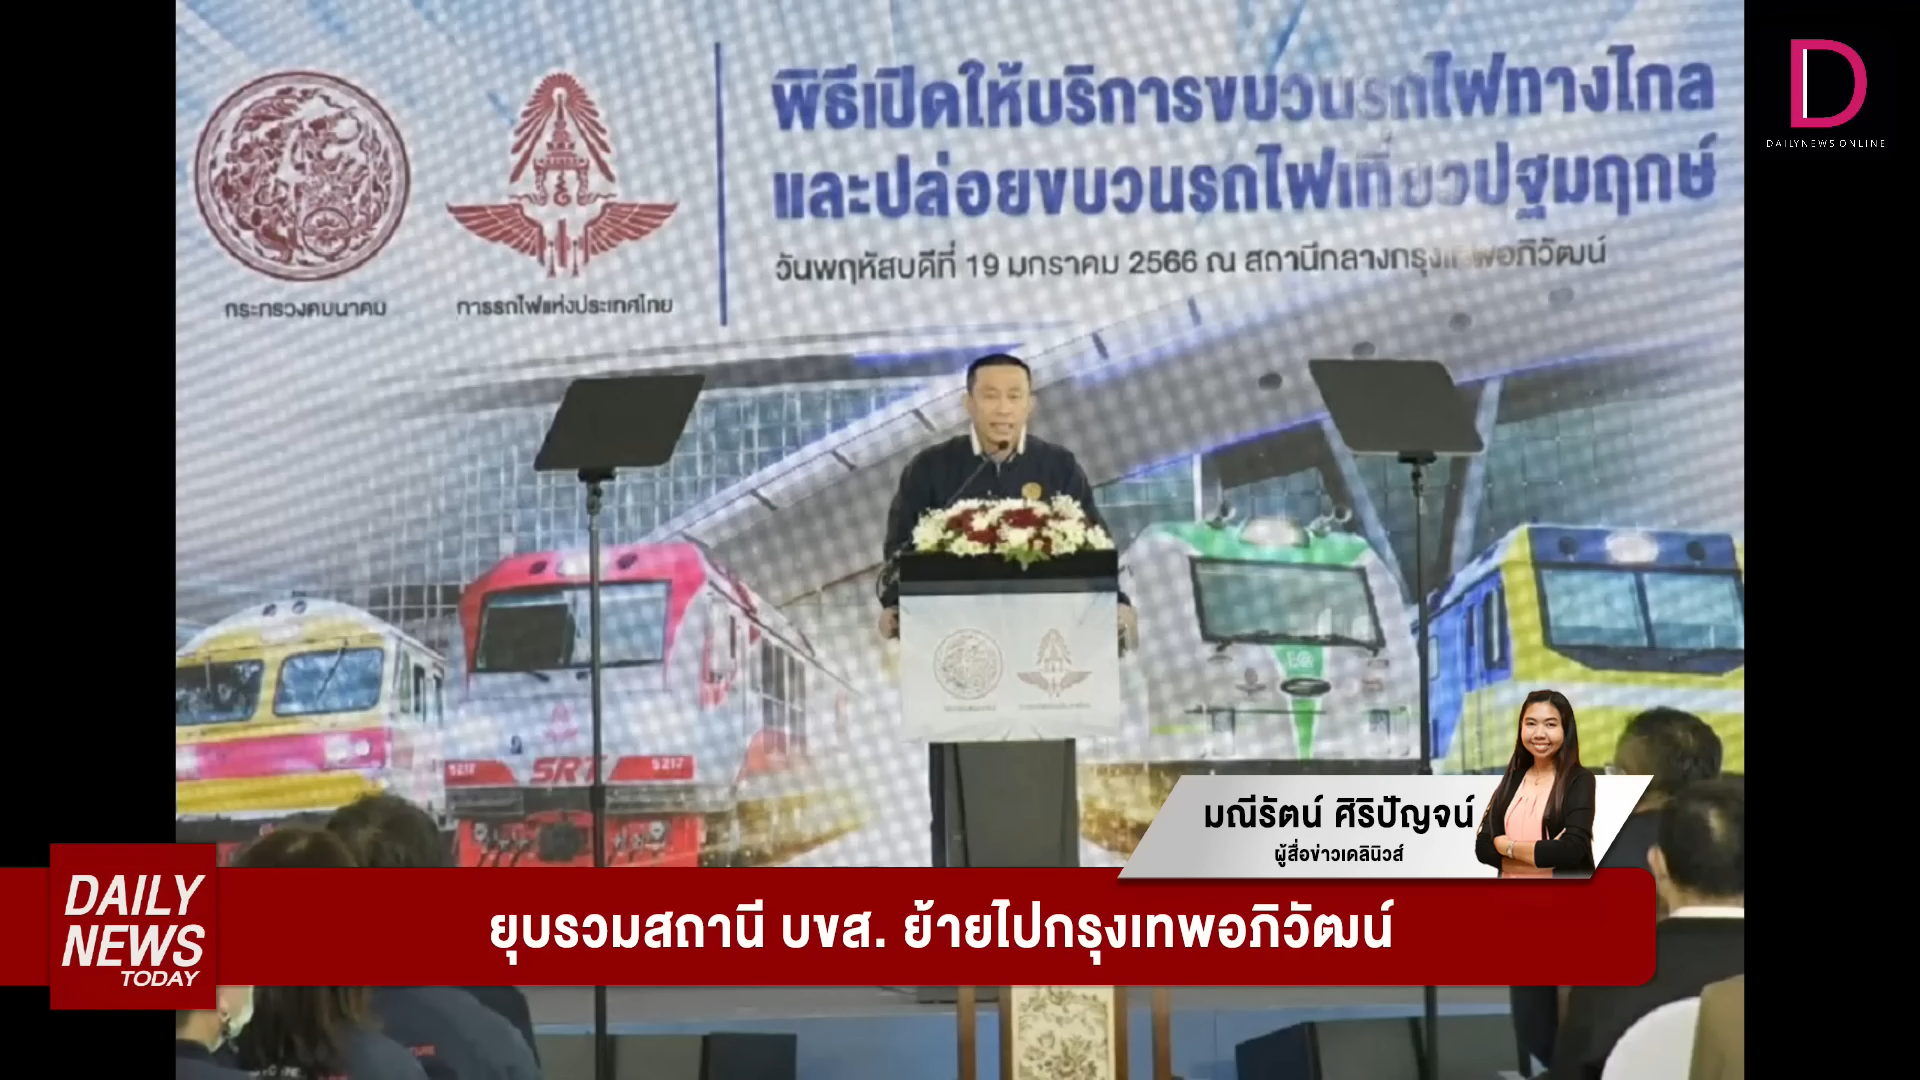 พิธีเปิดให้บริการขบวนรถไฟทางไกล
และปล่อยขบวนรถไฟเที่ยวปฐมฤกษ์
วันพฤหัสบดีที่ 19 มกราคม 2566 ณ สถานีกลางกรุงเทพอภิวัฒน์
กระทรวงคมนาคม
การรถไฟแห่งประเทศไทย
D
DAILYNEWS ONLINE
5217
SRT
5217
มณีรัตน์ ศิริปัญจน์
ผู้สื่อข่าวเดลินิวส์
DAILY
NEWS
TODAY
ยุบรวมสถานี บขส. ย้ายไปกรุงเทพอภิวัฒน์